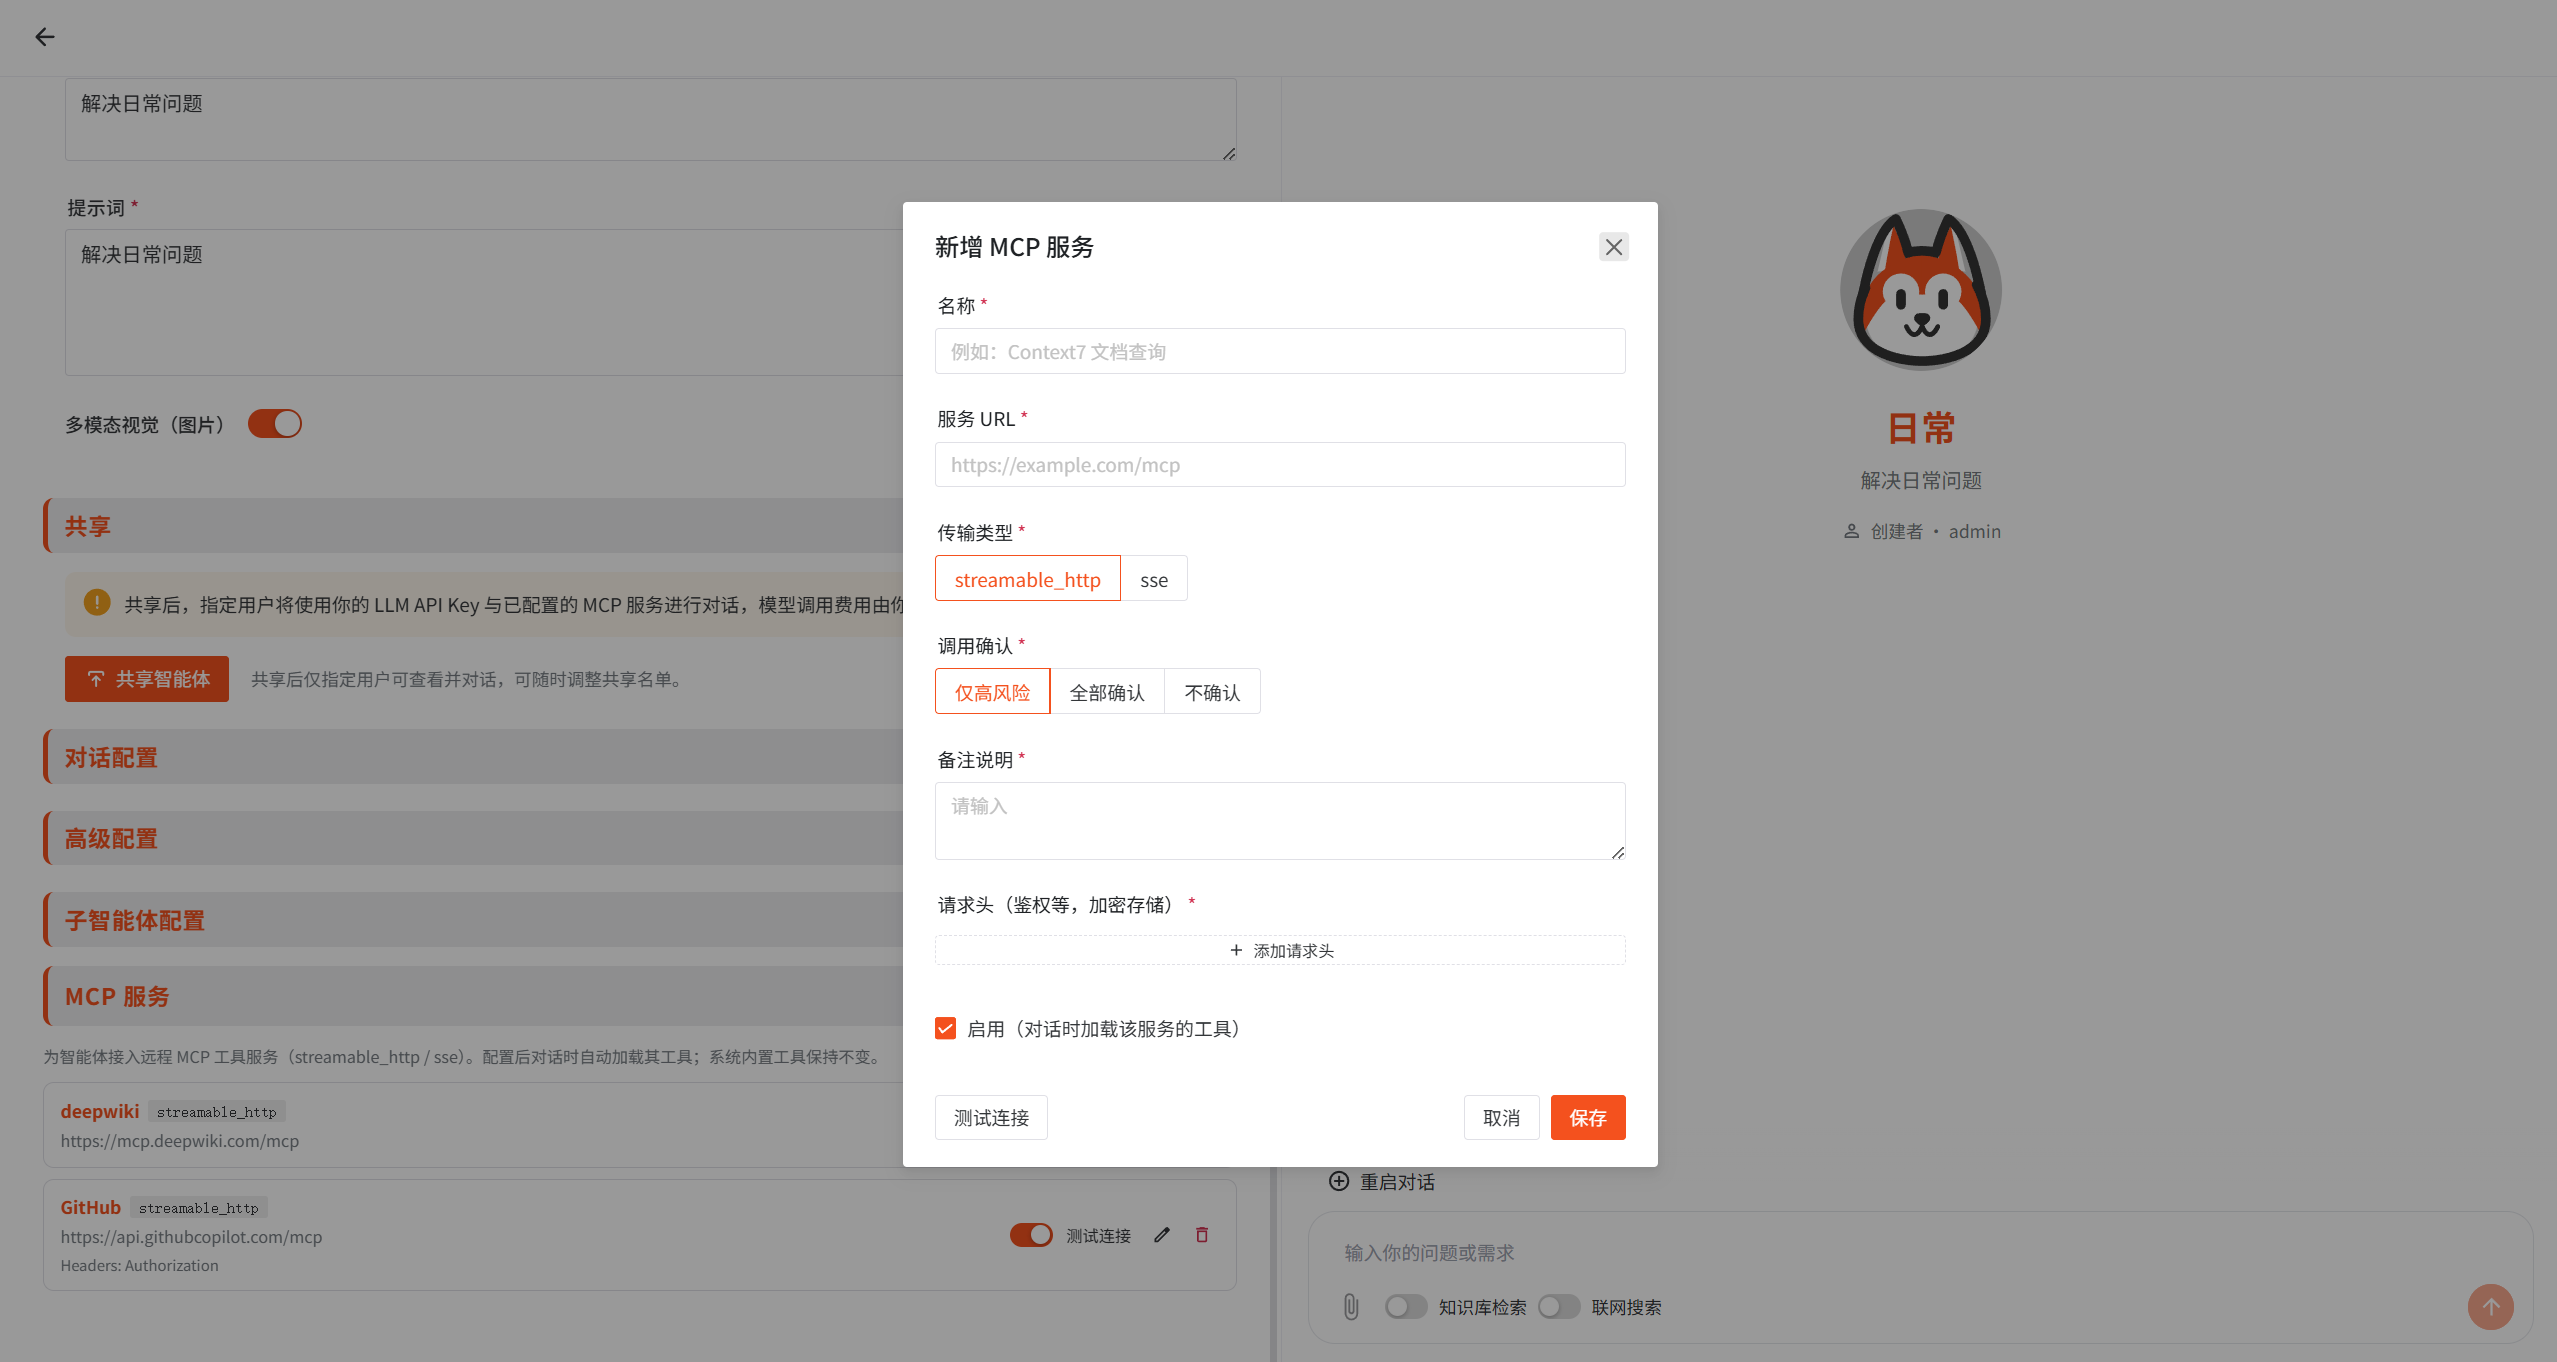 解决日常问题
提示词 *
解决日常问题
多模态视觉（图片）
共享
共享后，指定用户将使用你的 LLM API Key 与已配置的 MCP 服务进行对话，模型调用费用由你
共享智能体
共享后仅指定用户可查看并对话，可随时调整共享名单。
对话配置
高级配置
子智能体配置
MCP 服务
为智能体接入远程 MCP 工具服务（streamable_http / sse）。配置后对话时自动加载其工具；系统内置工具保持不变。
deepwiki streamable_http
https://mcp.deepwiki.com/mcp
GitHub streamable_http
https://api.githubcopilot.com/mcp
Headers: Authorization
测试连接
新增 MCP 服务
名称 *
例如：Context7 文档查询
服务 URL *
https://example.com/mcp
传输类型 *
streamable_http sse
调用确认 *
仅高风险 全部确认 不确认
备注说明 *
请输入
请求头（鉴权等，加密存储） *
+ 添加请求头
启用（对话时加载该服务的工具）
测试连接 取消 保存
日常
解决日常问题
创建者 • admin
重启对话
输入你的问题或需求
知识库检索 联网搜索